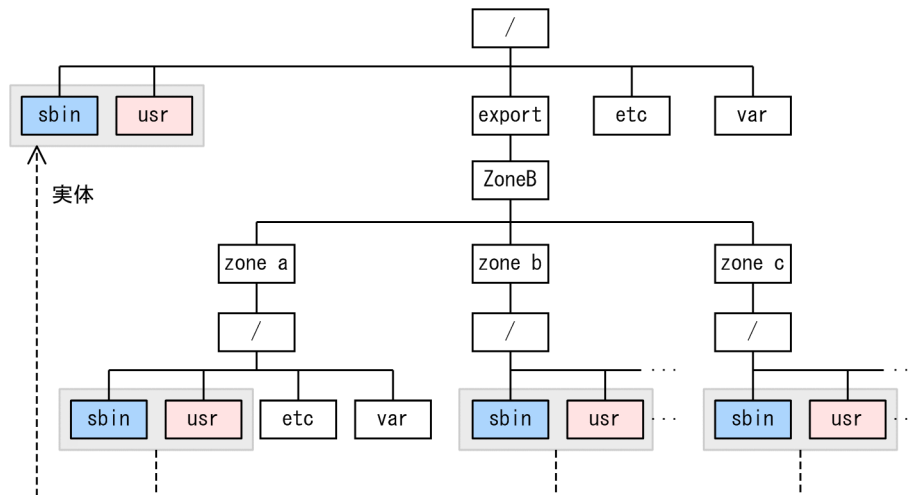 /
sbin usr export etc var
実体
ZoneB
zone a zone b zone c
/ / /
sbin usr etc var sbin usr ··· sbin usr ··
··· ··